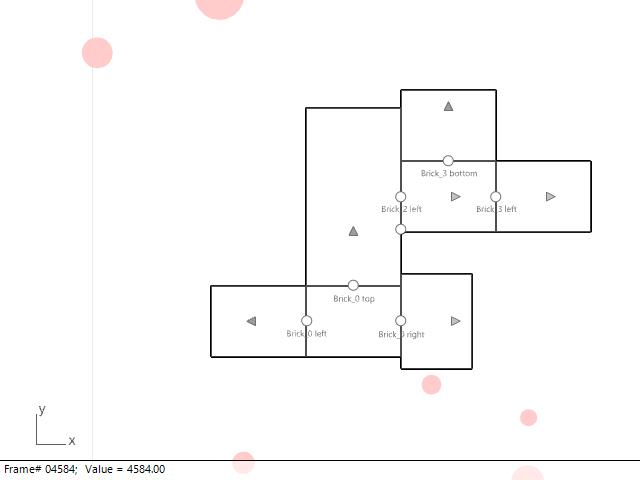 Brick_3 bottom
Brick_2 left
Brick_3 left
Brick_0 top
Brick_0 left
Brick_0 right
y
x
Frame# 04584;  Value = 4584.00